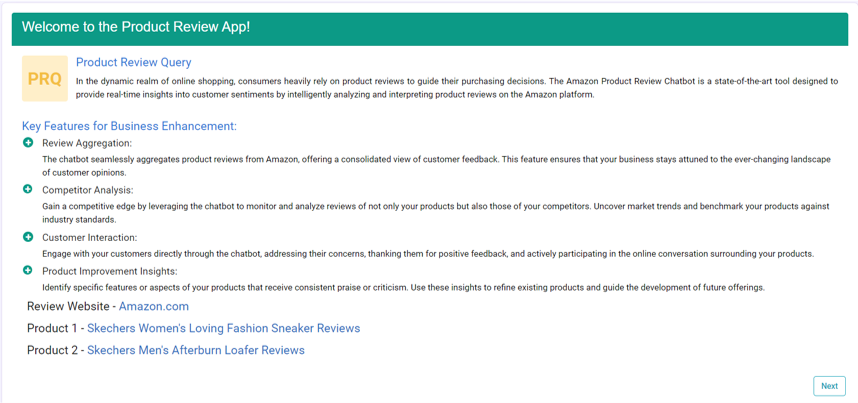 Welcome to the Product Review App!
PRQ
Product Review Query
In the dynamic realm of online shopping, consumers heavily rely on product reviews to guide their purchasing decisions. The Amazon Product Review Chatbot is a state-of-the-art tool designed to
provide real-time insights into customer sentiments by intelligently analyzing and interpreting product reviews on the Amazon platform.
Key Features for Business Enhancement:
Review Aggregation:
The chatbot seamlessly aggregates product reviews from Amazon, offering a consolidated view of customer feedback. This feature ensures that your business stays attuned to the ever-changing landscape
of customer opinions.
Competitor Analysis:
Gain a competitive edge by leveraging the chatbot to monitor and analyze reviews of not only your products but also those of your competitors. Uncover market trends and benchmark your products against
industry standards.
Customer Interaction:
Engage with your customers directly through the chatbot, addressing their concerns, thanking them for positive feedback, and actively participating in the online conversation surrounding your products.
Product Improvement Insights:
Identify specific features or aspects of your products that receive consistent praise or criticism. Use these insights to refine existing products and guide the development of future offerings.
Review Website - Amazon.com
Product 1 - Skechers Women's Loving Fashion Sneaker Reviews
Product 2 - Skechers Men's Afterburn Loafer Reviews
Next